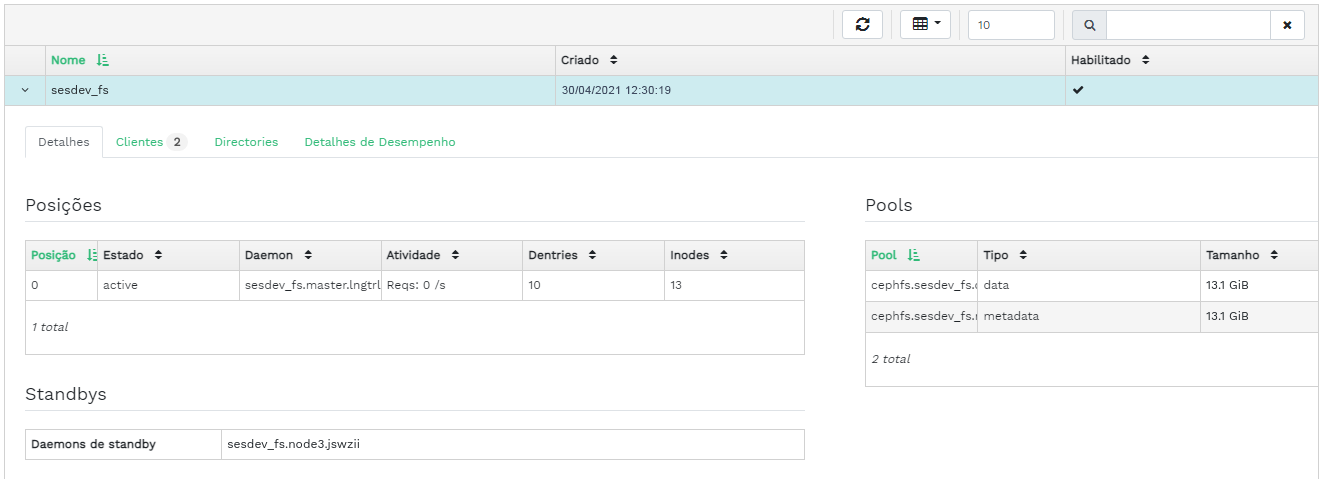 10
Nome Criado Habilitado
sesdev_fs 30/04/2021 12:30:19
Detalhes Clientes 2 Directories Detalhes de Desempenho
Posições
Posição Estado Daemon Atividade Dentries Inodes
0 active sesdev_fs.master.lngtrl Reqs: 0 /s 10 13
1 total
Standbys
Daemons de standby sesdev_fs.node3.jswzii
Pools
Pool Tipo Tamanho
cephfs.sesdev_fs. data 13.1 GiB
cephfs.sesdev_fs. metadata 13.1 GiB
2 total